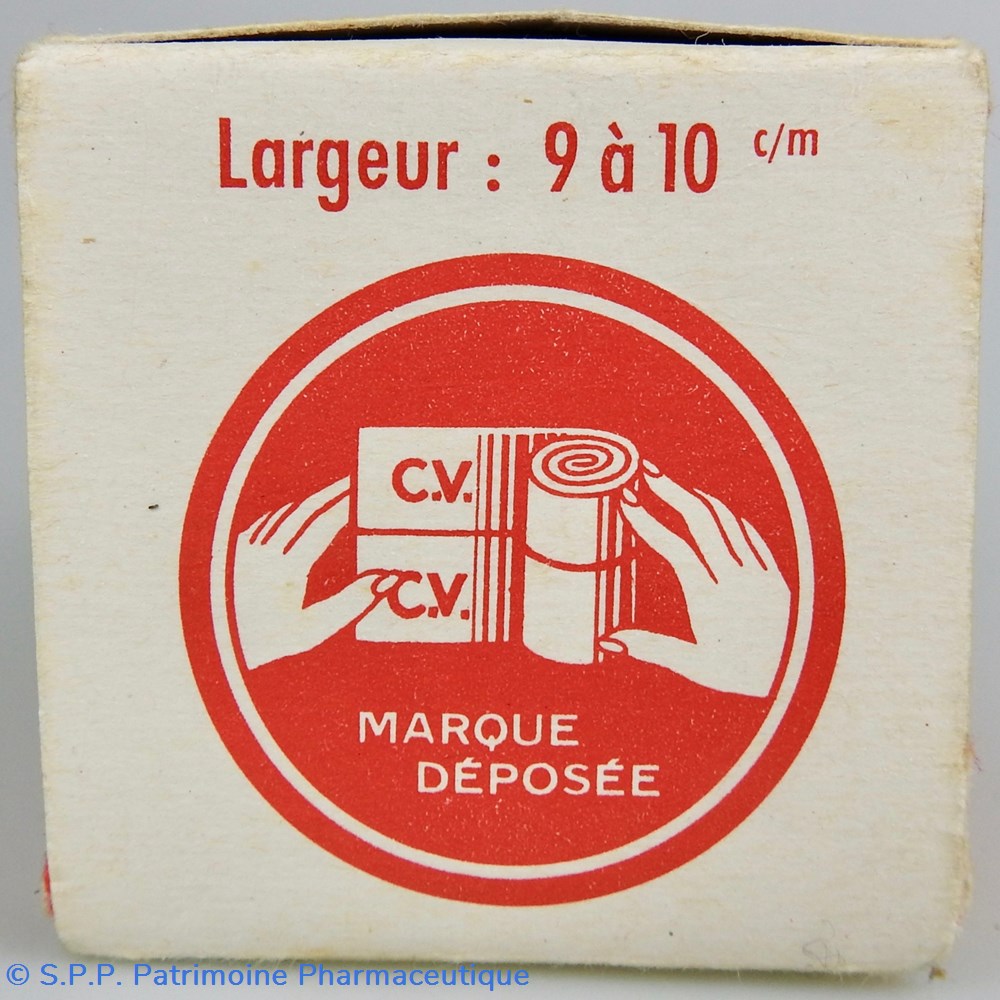 Largeur : 9 à 10 c/m
C.V.
C.V.
MARQUE
DÉPOSÉE
© S.P.P. Patrimoine Pharmaceutique